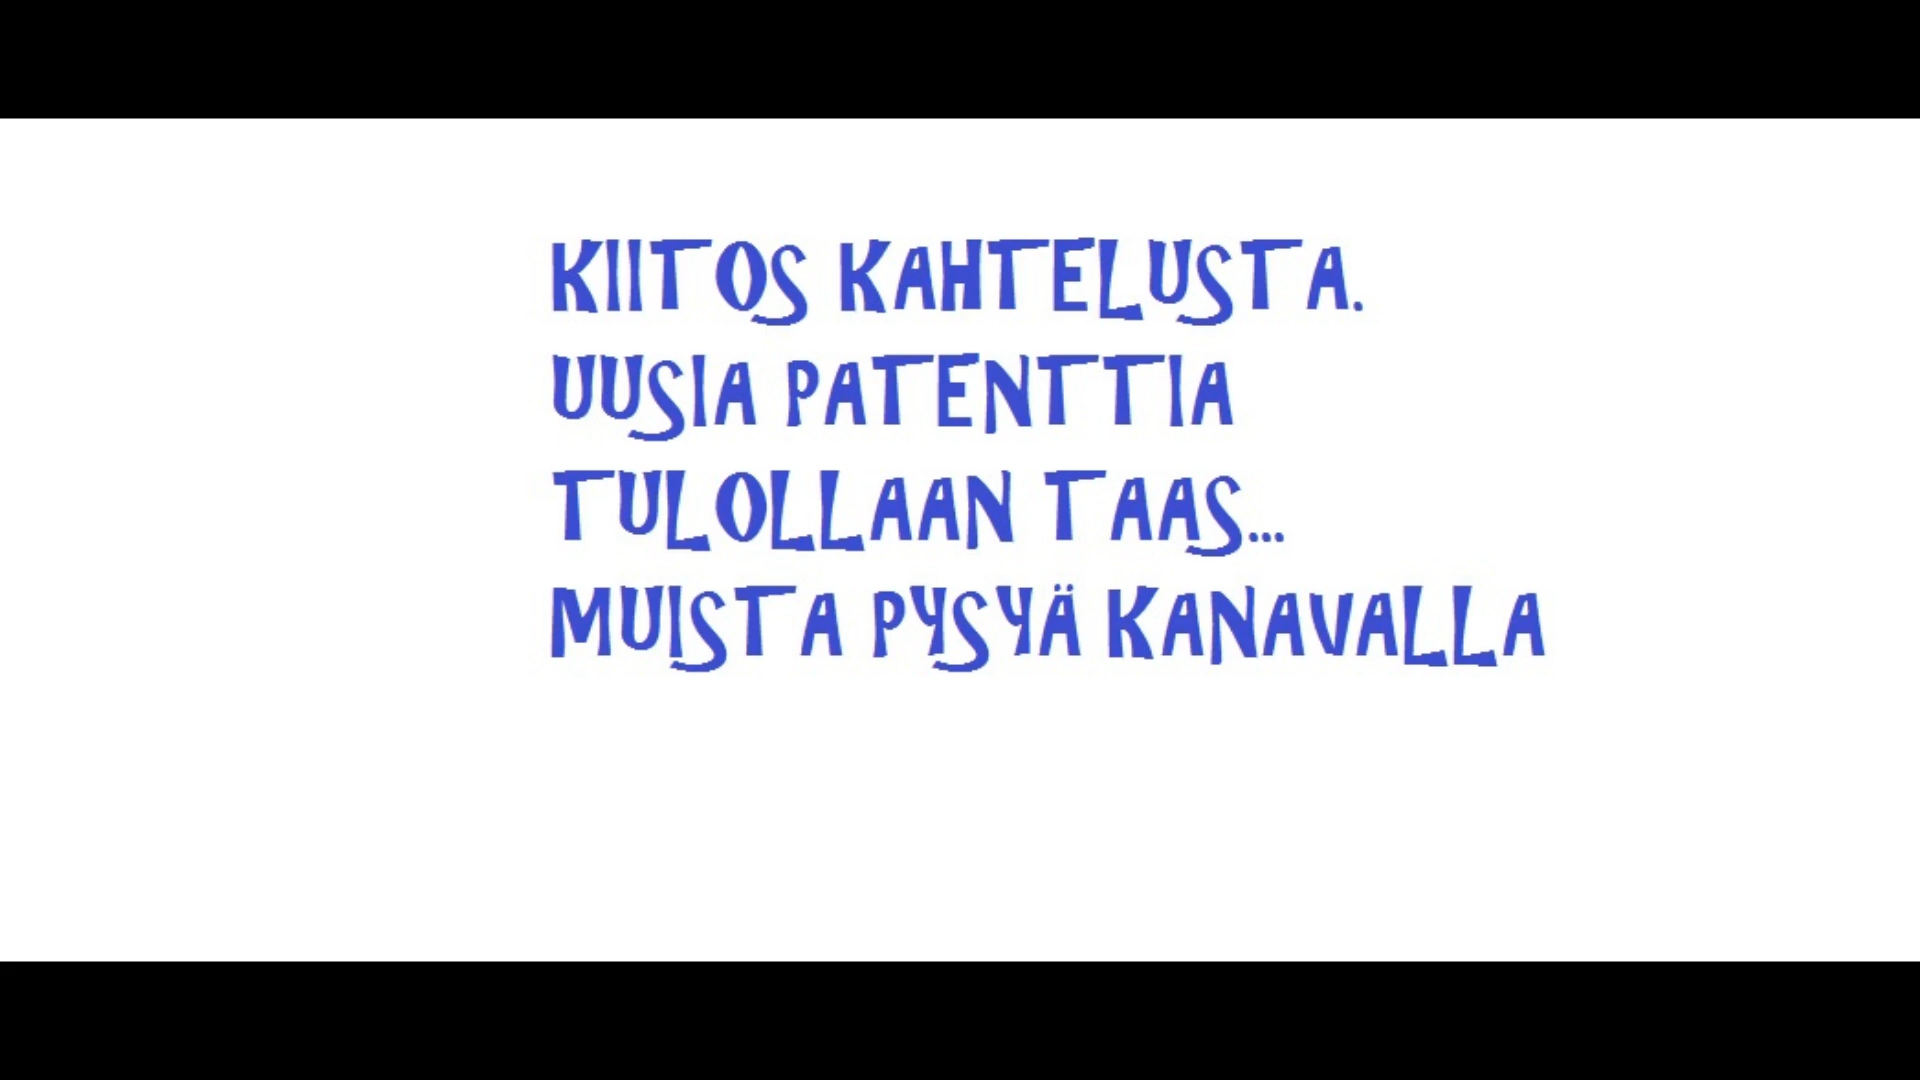 KIITOS KAHTELUSTA.
UUSIA PATENTTIA
TULOLLAAN TAAS...
MUISTA PYSYÄ KANAVALLA